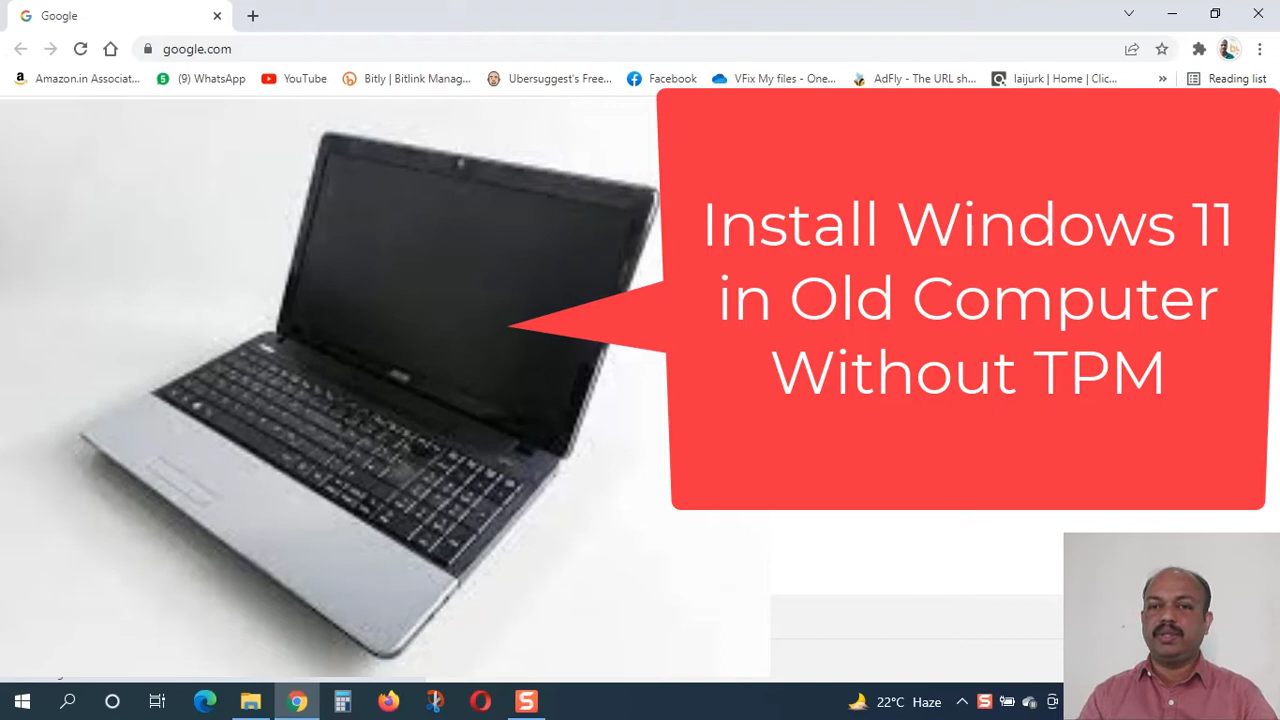 Google
google.com
Amazon.in Associat...
(9) WhatsApp
YouTube
Bitly | Bitlink Manag...
Ubersuggest's Free...
Facebook
VFix My files - One...
AdFly - The URL sh...
laijurk | Home | Clic...
»
Reading list
Install Windows 11
in Old Computer
Without TPM
22°C Haze